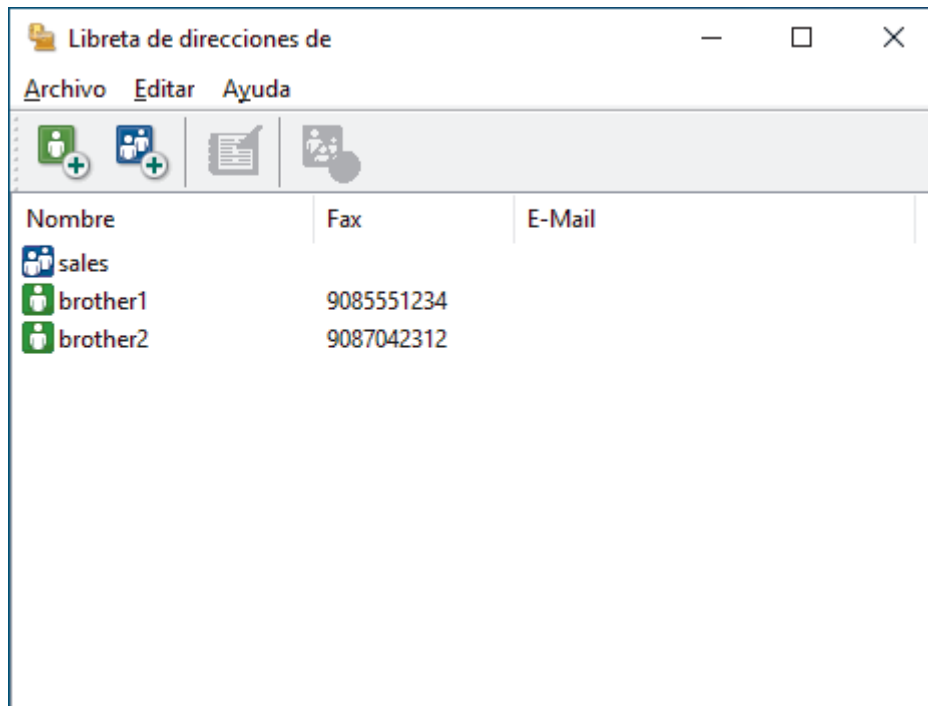 Libreta de direcciones de
Archivo Editar Ayuda
Nombre Fax E-Mail
sales
brother1 9085551234
brother2 9087042312